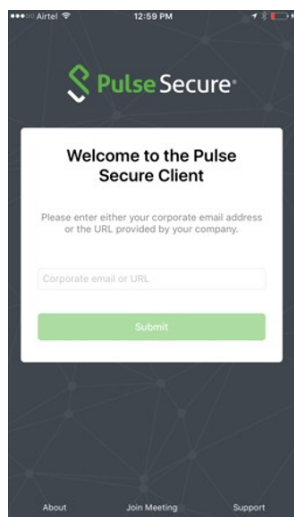 Airtel 12:59 PM
Pulse Secure®
Welcome to the Pulse
Secure Client
Please enter either your corporate email address
or the URL provided by your company.
Corporate email or URL
Submit
About Join Meeting Support